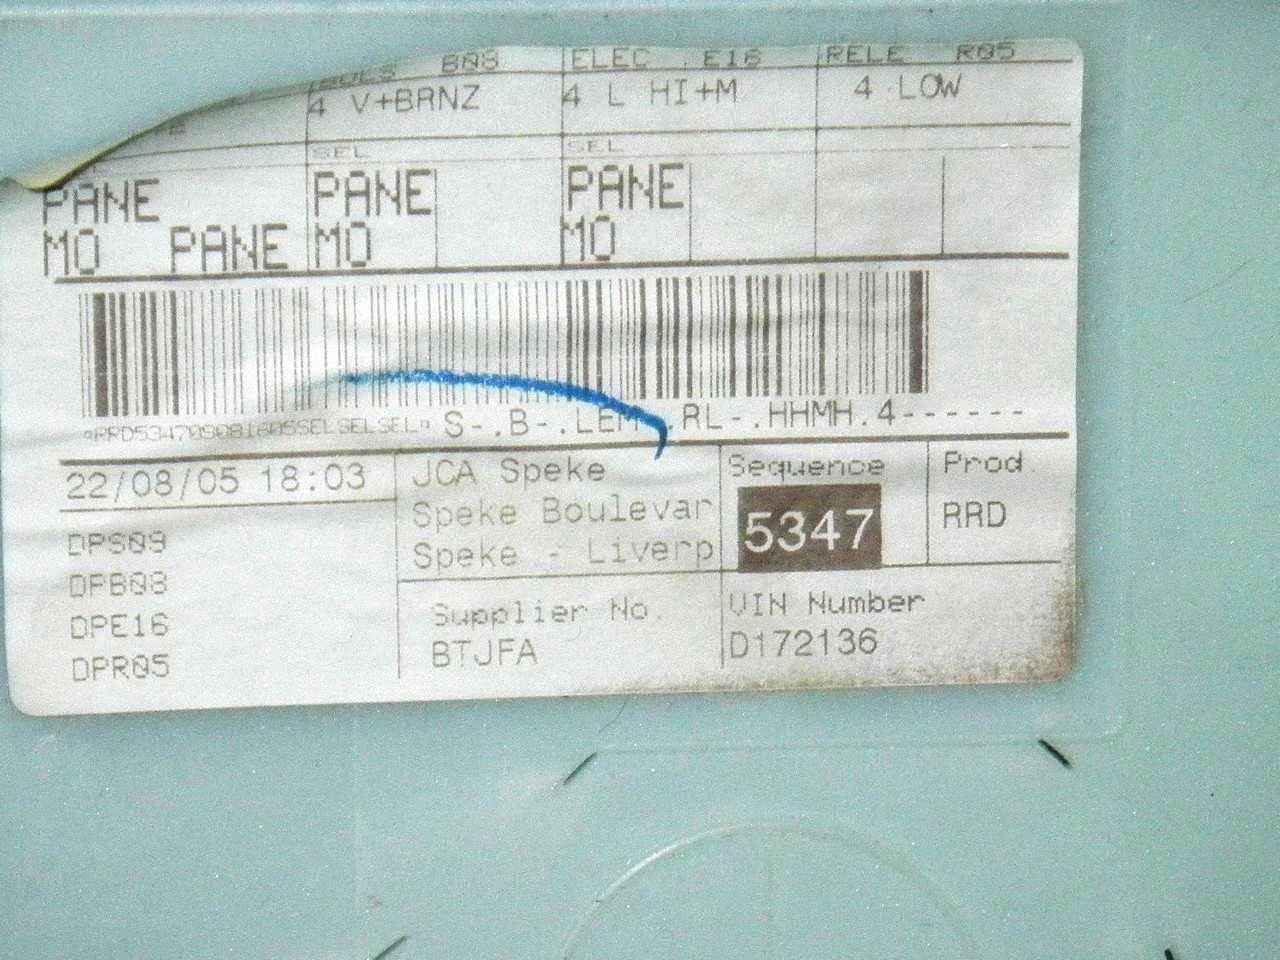 B08 ELEC E16 RELE R05
4 V+BRNZ 4 L HI+M 4 LOW
SEL SEL
PANE PANE PANE
MO PANE MO MO
S-.B-.LEM-.RL-.HHMH.4------
22/08/05 18:03
DPS09
DPB08
DPE16
DPR05
JCA Speke
Speke Boulevar
Speke - Liverp
Sequence
5347
Prod.
RRD
Supplier No.
BTJFA
VIN Number
D172136